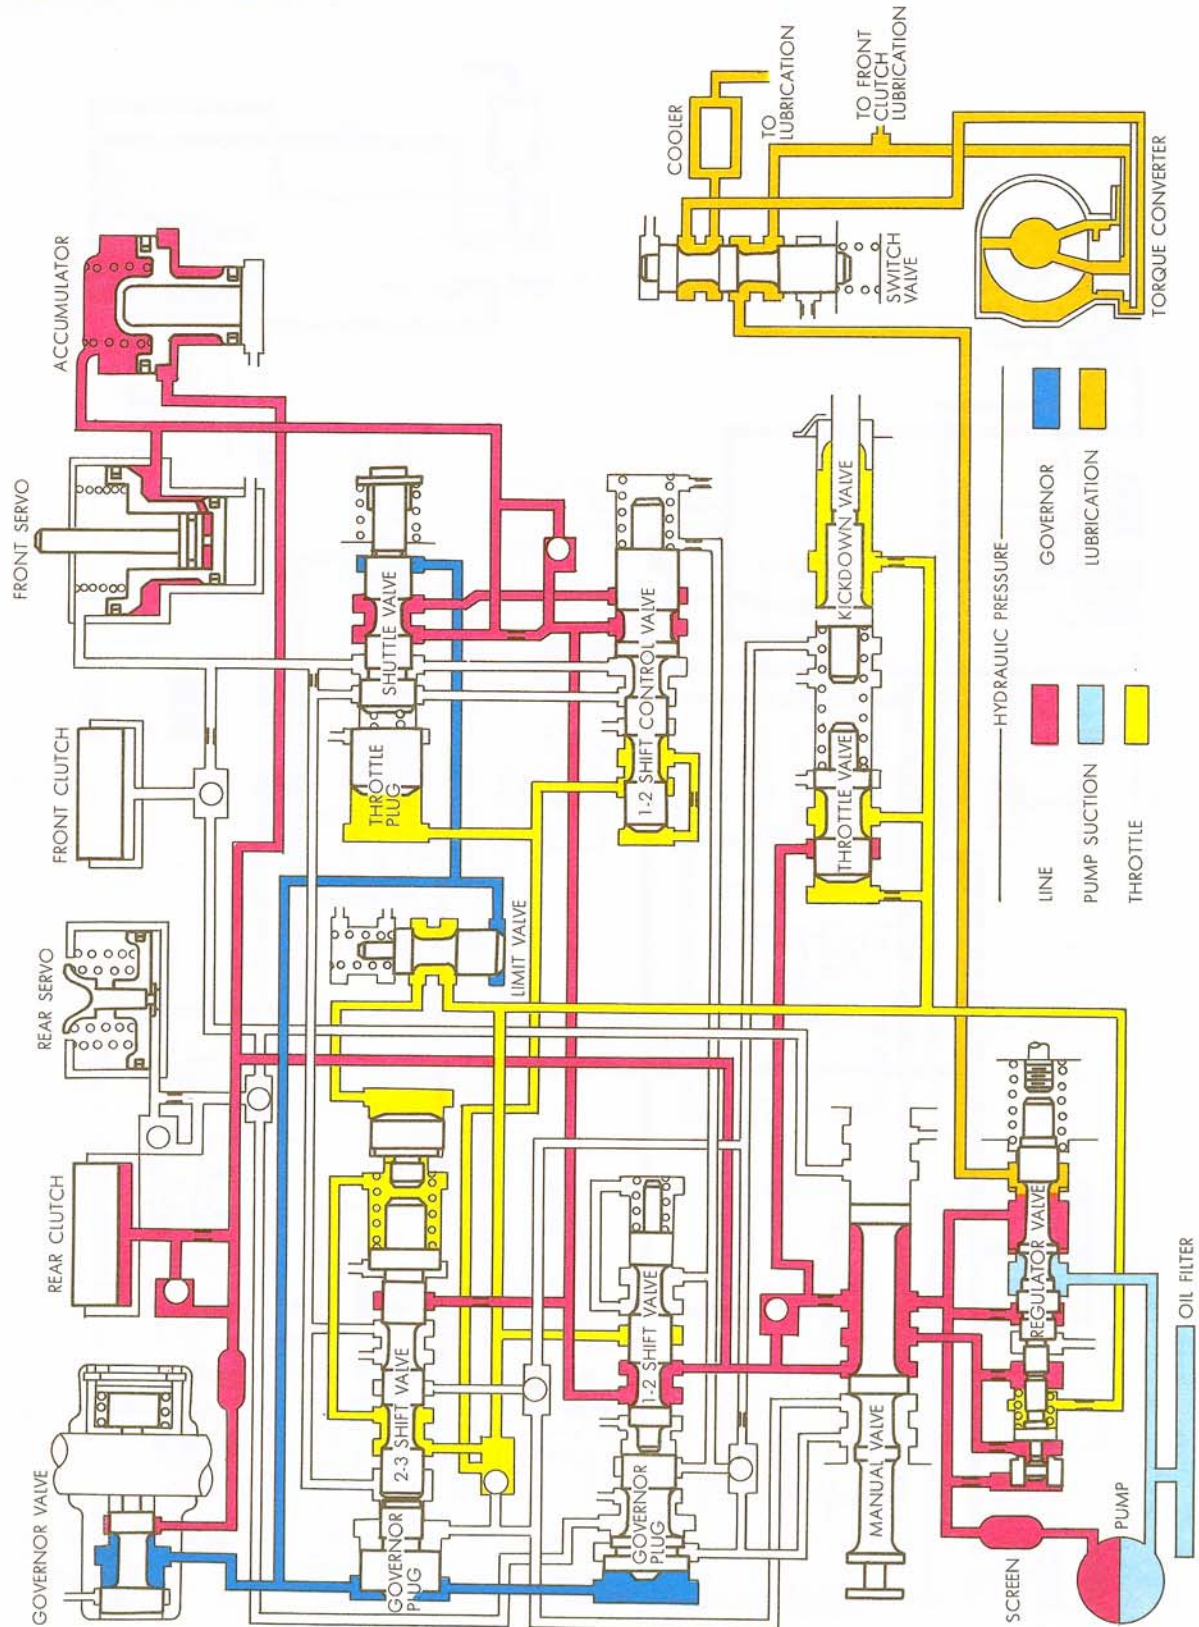 GOVERNOR VALVE
REAR CLUTCH
REAR SERVO
FRONT CLUTCH
FRONT SERVO
ACCUMULATOR
GOVERNOR
PLUG
2-3 SHIFT VALVE
LIMIT VALVE
THROTTLE
PLUG
SHUTTLE VALVE
GOVERNOR
PLUG
1-2 SHIFT VALVE
1-2 SHIFT CONTROL VALVE
COOLER
TO
LUBRICATION
TO FRONT
CLUTCH
LUBRICATION
SWITCH
VALVE
TORQUE CONVERTER
MANUAL VALVE
THROTTLE VALVE
KICKDOWN VALVE
SCREEN
PUMP
REGULATOR VALVE
OIL FILTER
HYDRAULIC PRESSURE
LINE
GOVERNOR
PUMP SUCTION
LUBRICATION
THROTTLE